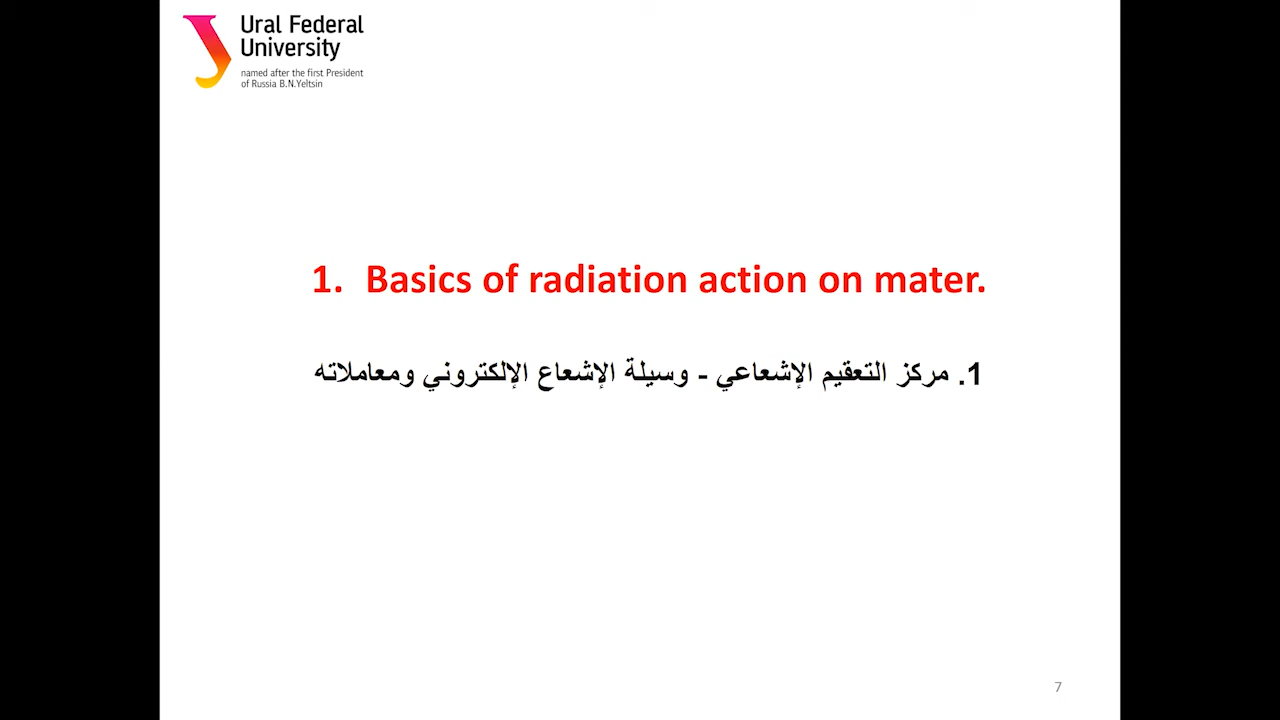 Ural Federal
University
named after the first President
of Russia B.N.Yeltsin
1. Basics of radiation action on mater.
1. مركز التعقيم الإشعاعي - وسيلة الإشعاع الإلكتروني ومعاملاته
7